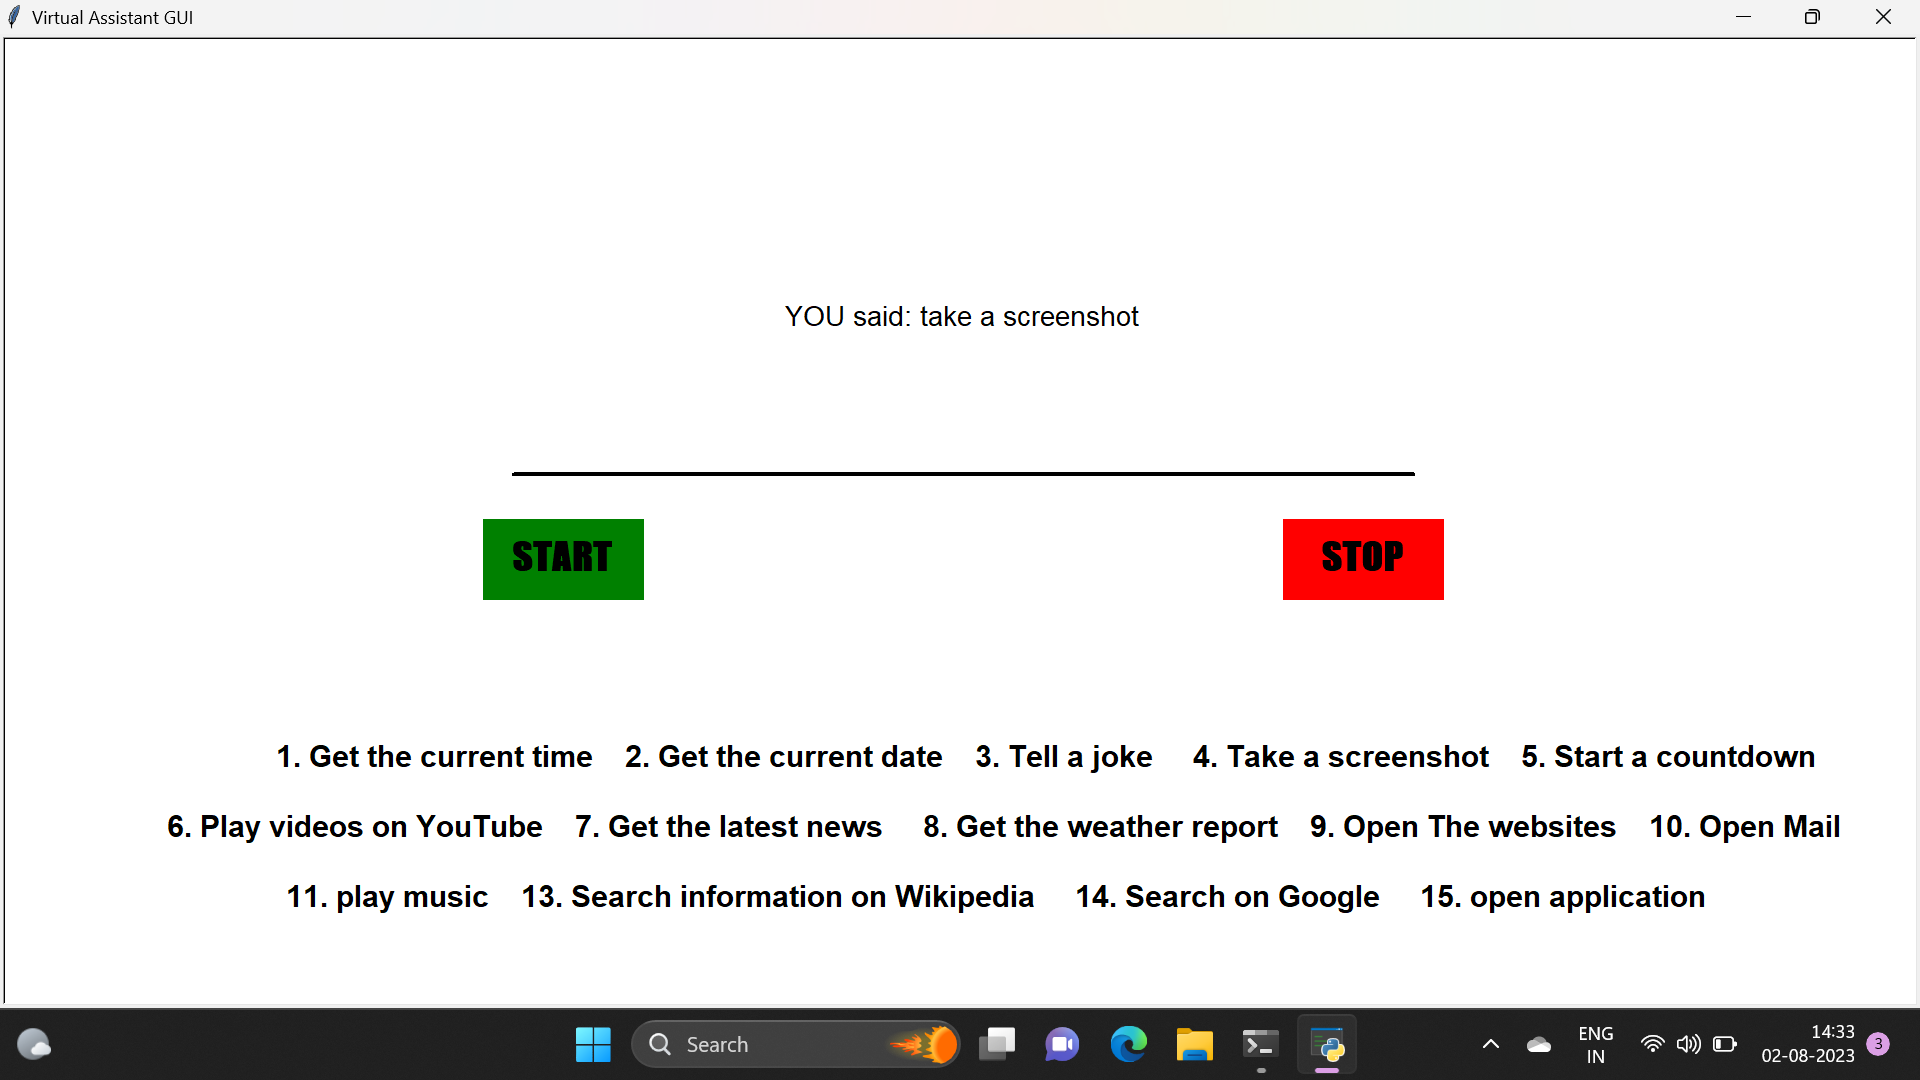 Virtual Assistant GUI
YOU said: take a screenshot
START
STOP
1. Get the current time 2. Get the current date 3. Tell a joke 4. Take a screenshot 5. Start a countdown
6. Play videos on YouTube 7. Get the latest news 8. Get the weather report 9. Open The websites 10. Open Mail
11. play music 13. Search information on Wikipedia 14. Search on Google 15. open application
Search
ENG
IN
14:33
02-08-2023
3